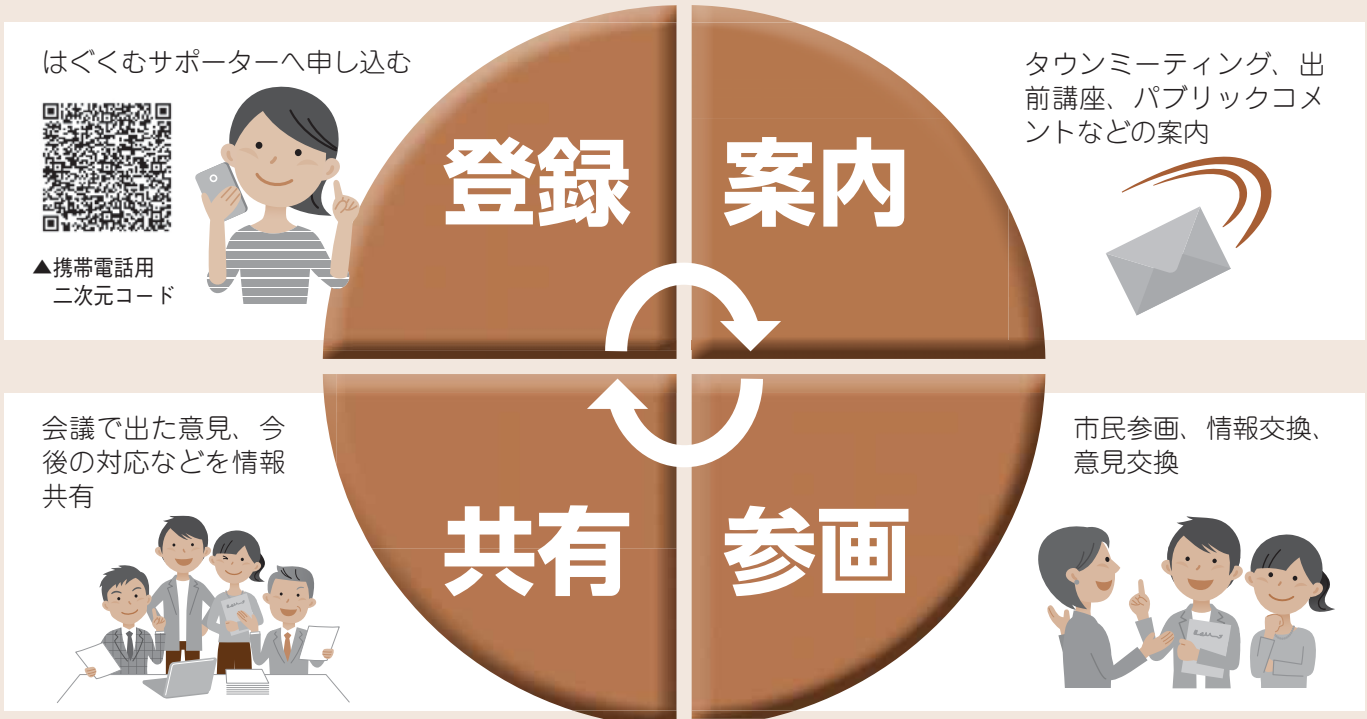 はぐくむサポーターへ申し込む
▲携帯電話用
二次元コード
登録
案内
タウンミーティング、出
前講座、パブリックコメ
ントなどの案内
会議で出た意見、今
後の対応などを情報
共有
共有
参画
市民参画、情報交換、
意見交換